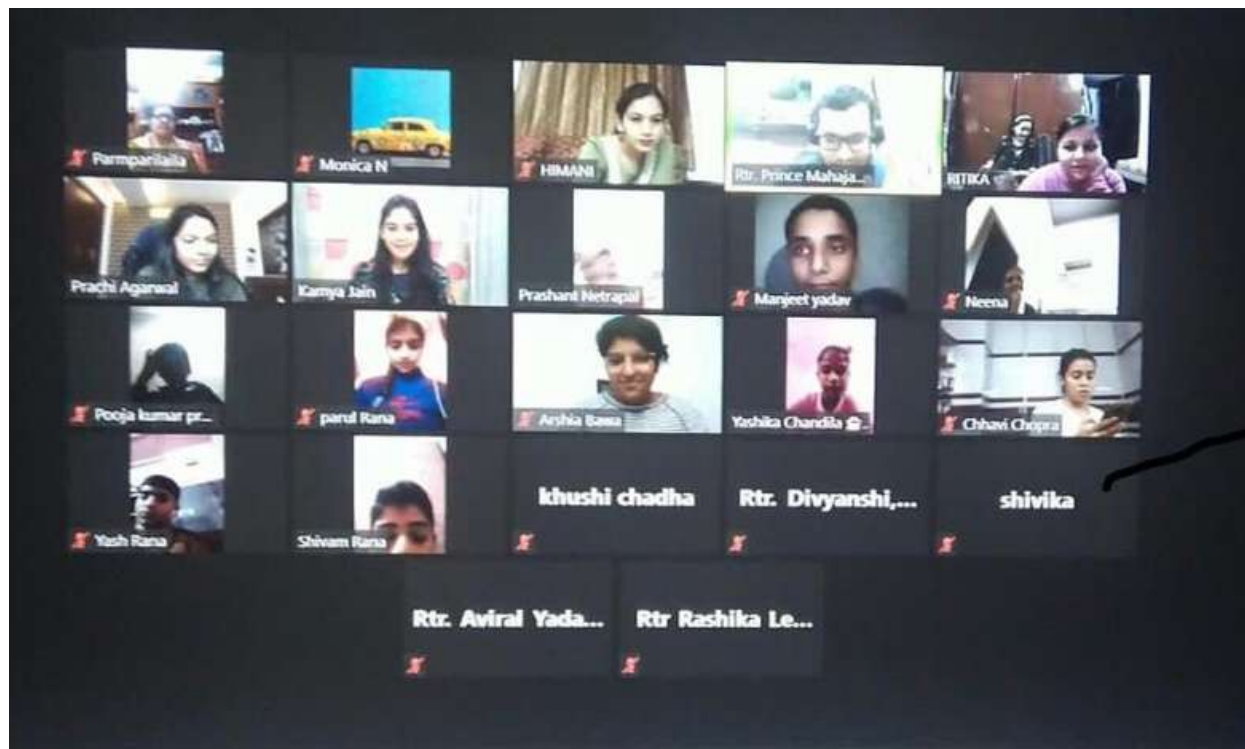 Parmparilaila
Monica N
HIMANI
Rtr. Prince Mahaja...
RITIKA
Prachi Agarwal
Kamya Jain
Prashant Netrapal
Manjeet yadav
Neena
Pooja kumar pr...
parul Rana
Arshia Bawa
Yashika Chandila
Chhavi Chopra
Yash Rana
Shivam Rana
khushi chadha
Rtr. Divyanshi,...
shivika
Rtr. Aviral Yada...
Rtr Rashika Le...